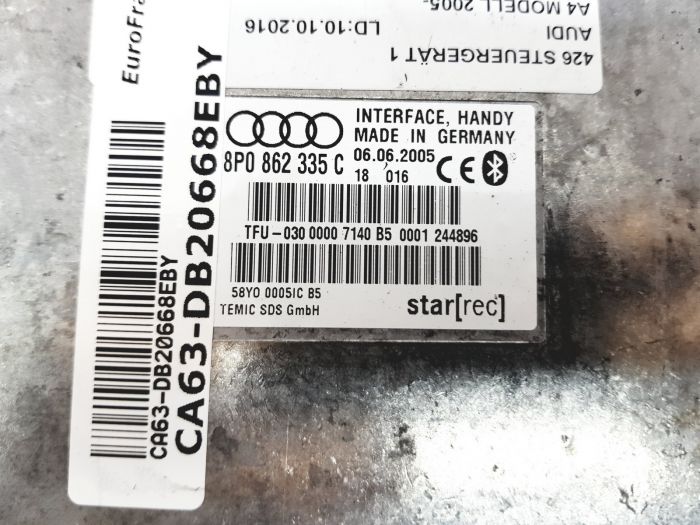 426 STEUERGERÄT 1
AUDI LD:10.10.2016
A4 MODELL 2005-
EuroFra
CA63-DB20668EBY
CA63-DB20668EBY
INTERFACE, HANDY
MADE IN GERMANY
8P0 862 335 C 06.06.2005
18 016 CE
TFU-030 0000 7140 B5 0001 244896
58Y0 0005IC B5
TEMIC SDS GmbH
star[rec]